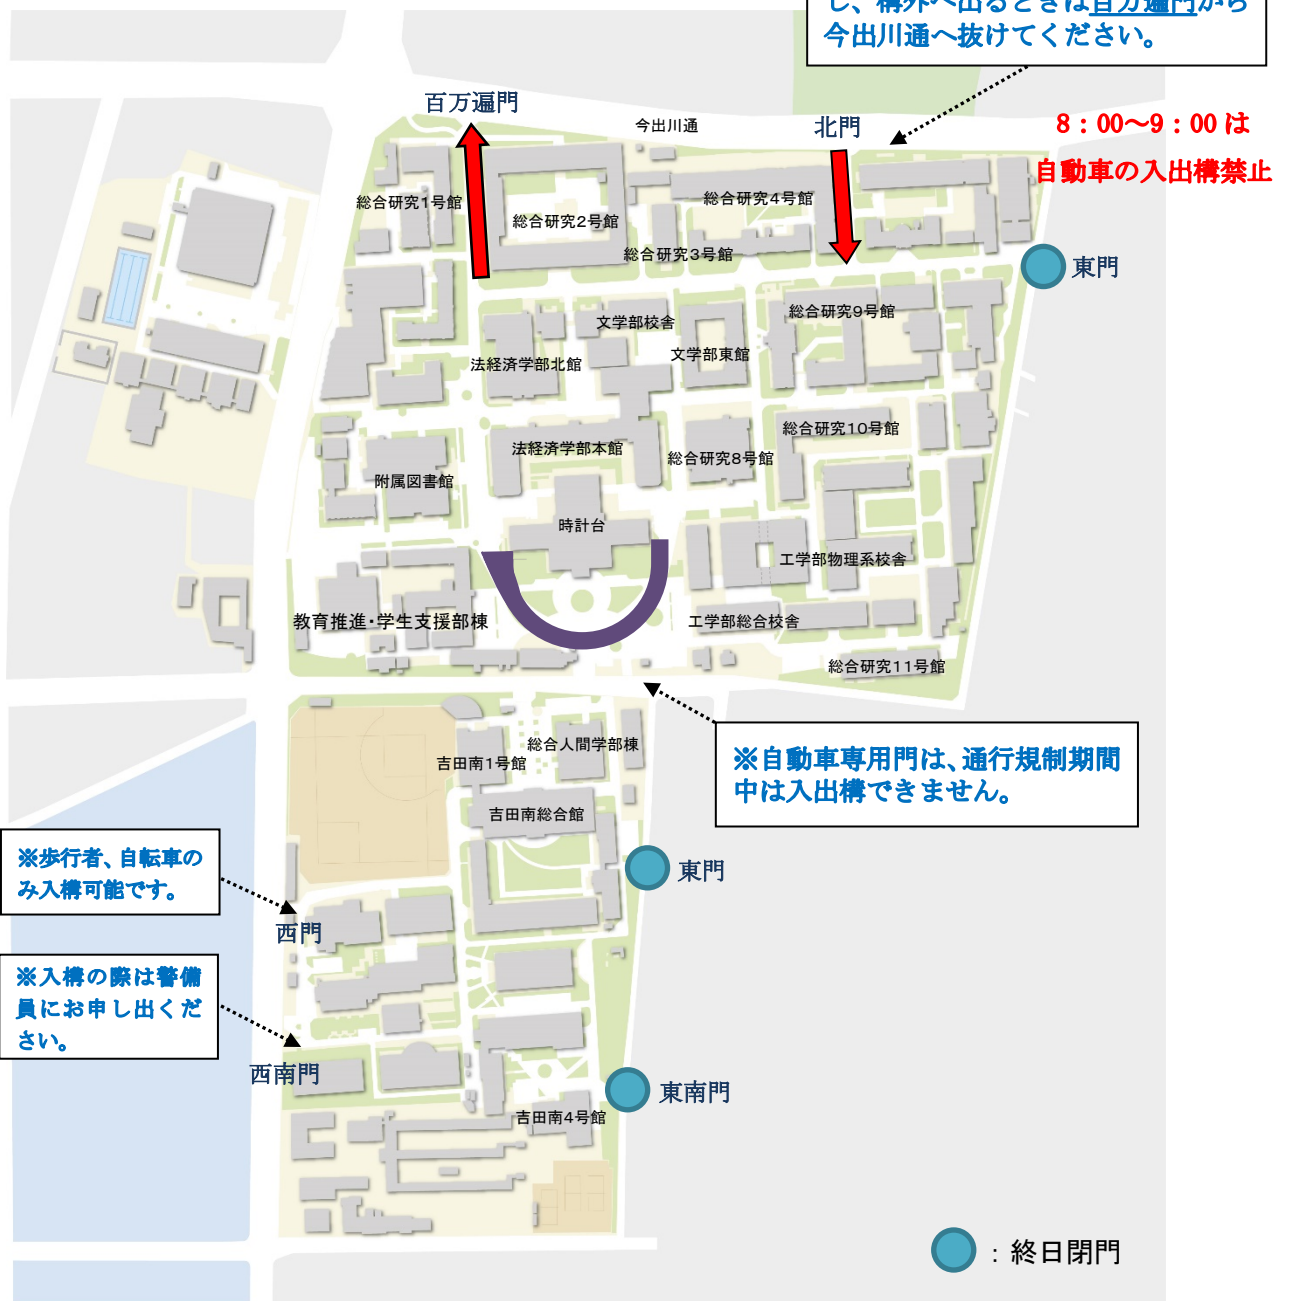 し、構外へ出るときは百万遍門から
今出川通へ抜けてください。
百万遍門
今出川通
北門
8：00～9：00 は
自動車の入出構禁止
総合研究1号館
総合研究2号館
総合研究4号館
総合研究3号館
東門
文学部校舎
総合研究9号館
法経済学部北館
文学部東館
法経済学部本館
総合研究10号館
総合研究8号館
附属図書館
時計台
工学部物理系校舎
教育推進・学生支援部棟
工学部総合校舎
総合研究11号館
※自動車専用門は、通行規制期間
中は入出構できません。
吉田南1号館
総合人間学部棟
吉田南総合館
※歩行者、自転車の
み入構可能です。
東門
西門
※入構の際は警備
員にお申し出くだ
さい。
西南門
東南門
吉田南4号館
：終日閉門